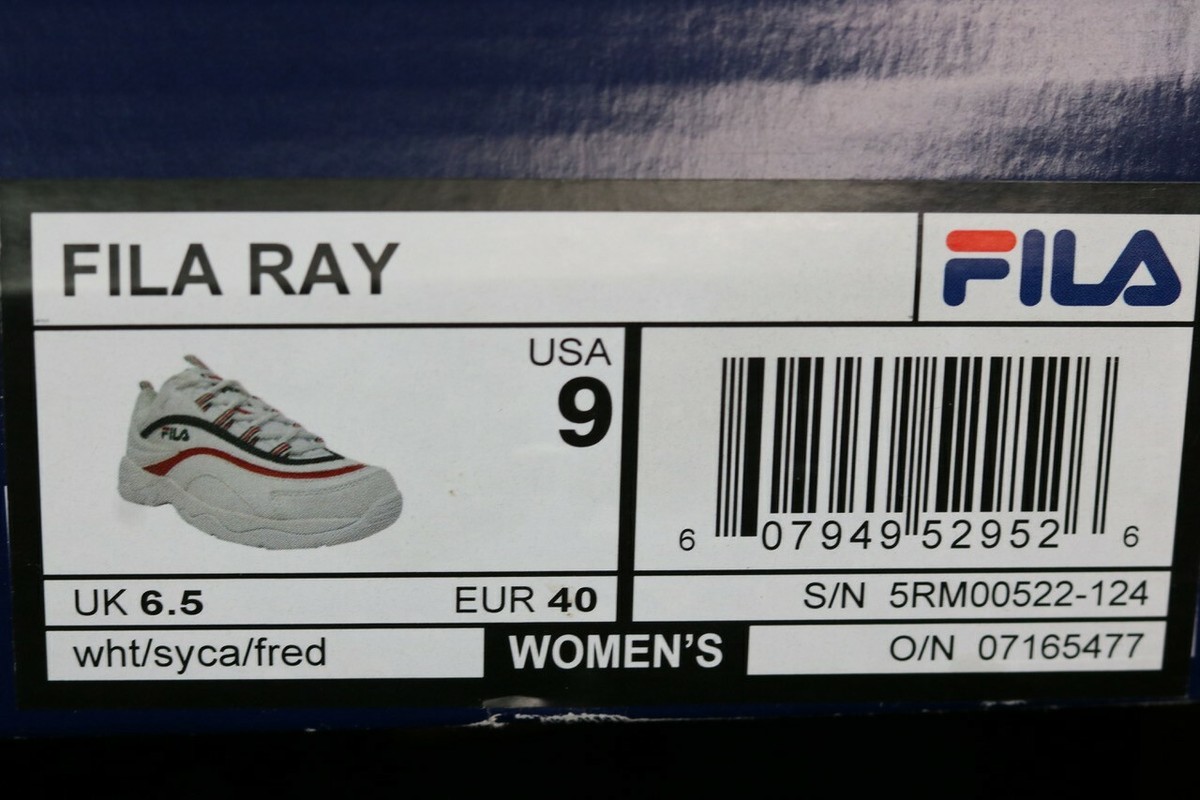 FILA RAY
FILA
USA
9
FILA
6 07949 52952 6
UK 6.5
EUR 40
S/N 5RM00522-124
wht/syca/fred
WOMEN'S
O/N 07165477